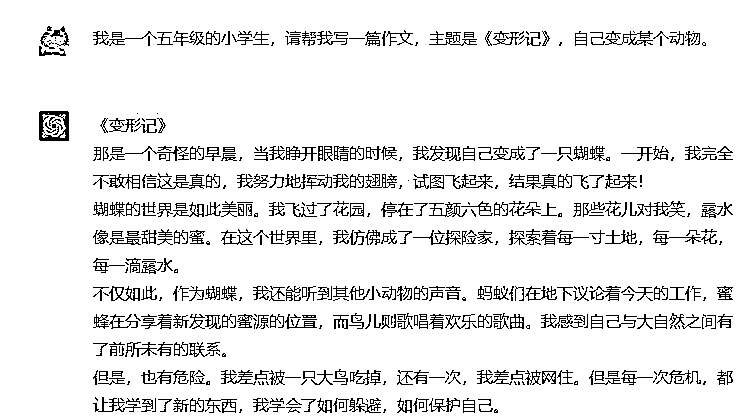 我是一个五年级的小学生，请帮我写一篇作文，主题是《变形记》，自己变成某个动物。
《变形记》
那是一个奇怪的早晨，当我睁开眼睛的时候，我发现自己变成了一只蝴蝶。一开始，我完全
不敢相信这是真的，我努力地挥动我的翅膀，试图飞起来，结果真的飞了起来！
蝴蝶的世界是如此美丽。我飞过了花园，停在了五颜六色的花朵上。那些花儿对我笑，露水
像是最甜美的蜜。在这个世界里，我仿佛成了一位探险家，探索着每一寸土地，每一朵花，
每一滴露水。
不仅如此，作为蝴蝶，我还能听到其他小动物的声音。蚂蚁们在地下议论着今天的工作，蜜
蜂在分享着新发现的蜜源的位置，而鸟儿则歌唱着欢乐的歌曲。我感到自己与大自然之间有
了前所未有的联系。
但是，也有危险。我差点被一只大鸟吃掉，还有一次，我差点被网住。但是每一次危机，都
让我学到了新的东西，我学会了如何躲避，如何保护自己。